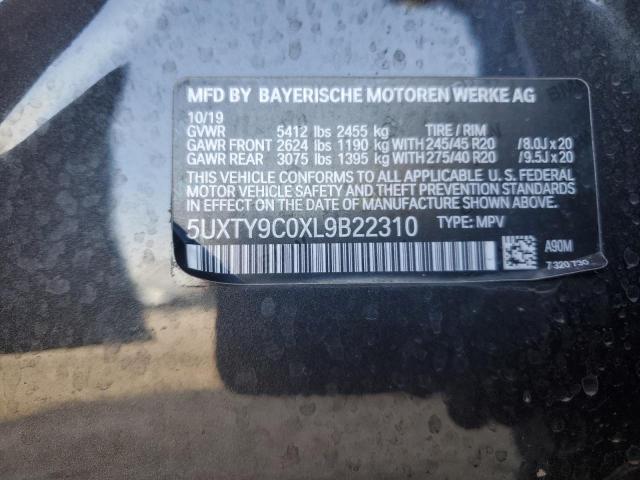 MFD BY BAYERISCHE MOTOREN WERKE AG
10/19
GVWR 5412 lbs 2455 kg TIRE / RIM
GAWR FRONT 2624 lbs 1190 kg WITH 245/45 R20 /8.0J x 20
GAWR REAR 3075 lbs 1395 kg WITH 275/40 R20 /9.5J x 20
THIS VEHICLE CONFORMS TO ALL APPLICABLE U. S. FEDERAL
MOTOR VEHICLE SAFETY AND THEFT PREVENTION STANDARDS
IN EFFECT ON THE DATE OF MANUFACTURE SHOWN ABOVE.
5UXTY9C0XL9B22310 TYPE: MPV
A90M
7320730